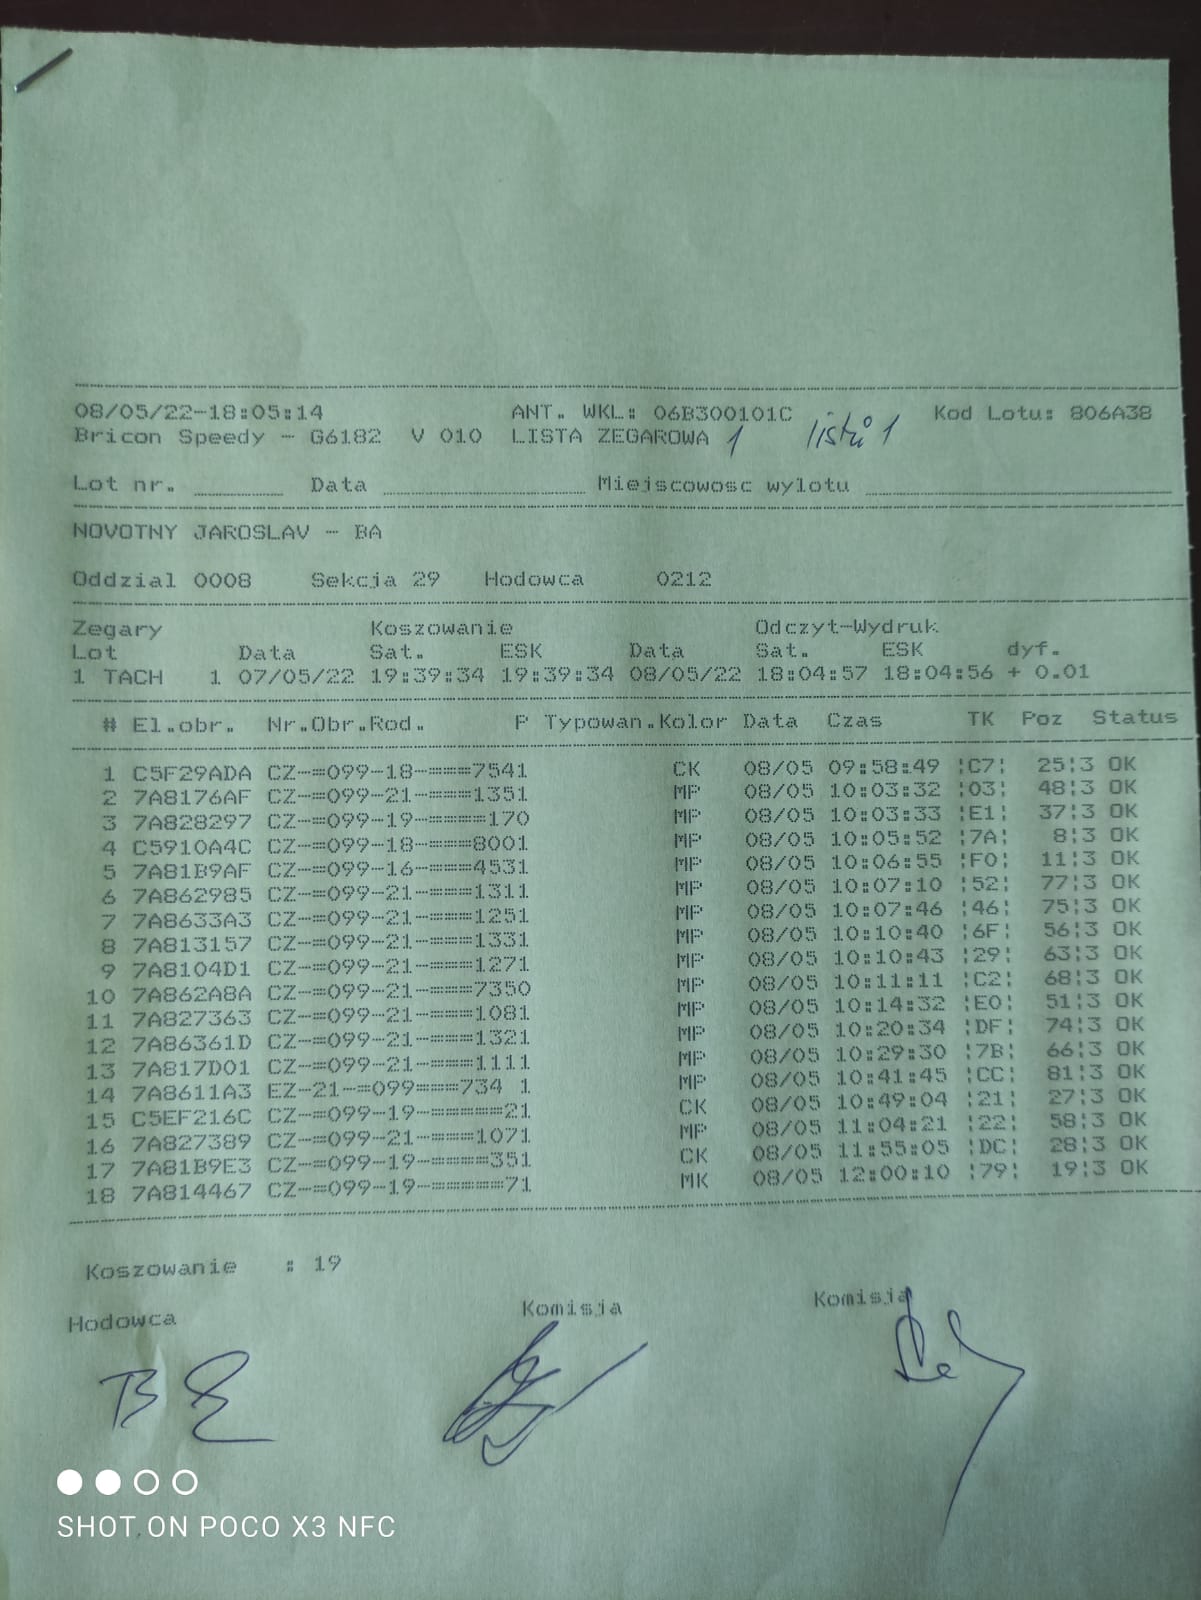 08/05/22-18:05:14 ANT. WKL: 06B300101C Kod Lotu: 806A38
Bricon Speedy - G6182 V 010 LISTA ZEGAROWA 1 listů 1
Lot nr. Data Miejscowosc wylotu
NOVOTNY JAROSLAV - BA
Oddzial 0008 Sekcja 29 Hodowca 0212
Zegary Koszowanie Odczyt-Wydruk
Lot Data Sat. ESK Data Sat. ESK dyf.
1 TACH 1 07/05/22 19:39:34 19:39:34 08/05/22 18:04:57 18:04:56 + 0.01
# El.obr. Nr.Obr.Rod. P Typowan.Kolor Data Czas TK Poz Status
1 C5F29ADA CZ-=099-18-===7541 CK 08/05 09:58:49 ¦C7¦ 25¦3 OK
2 7A8176AF CZ-=099-21-===1351 MP 08/05 10:03:32 ¦03¦ 48¦3 OK
3 7A828297 CZ-=099-19-====170 MP 08/05 10:03:33 ¦E1¦ 37¦3 OK
4 C5910A4C CZ-=099-18-===8001 MP 08/05 10:05:52 ¦7A¦ 8¦3 OK
5 7A81B9AF CZ-=099-16-===4531 MP 08/05 10:06:55 ¦F0¦ 11¦3 OK
6 7A862985 CZ-=099-21-===1311 MP 08/05 10:07:10 ¦52¦ 77¦3 OK
7 7A8633A3 CZ-=099-21-===1251 MP 08/05 10:07:46 ¦46¦ 75¦3 OK
8 7A813157 CZ-=099-21-===1331 MP 08/05 10:10:40 ¦6F¦ 56¦3 OK
9 7A8104D1 CZ-=099-21-===1271 MP 08/05 10:10:43 ¦29¦ 63¦3 OK
10 7A862A8A CZ-=099-21-===7350 MP 08/05 10:11:11 ¦C2¦ 68¦3 OK
11 7A827363 CZ-=099-21-===1081 MP 08/05 10:14:32 ¦E0¦ 51¦3 OK
12 7A86361D CZ-=099-21-===1321 MP 08/05 10:20:34 ¦DF¦ 74¦3 OK
13 7A817D01 CZ-=099-21-===1111 MP 08/05 10:29:30 ¦7B¦ 66¦3 OK
14 7A8611A3 EZ-21-=099===734 1 MP 08/05 10:41:45 ¦CC¦ 81¦3 OK
15 C5EF216C CZ-=099-19-=====21 CK 08/05 10:49:04 ¦21¦ 27¦3 OK
16 7A827389 CZ-=099-21-===1071 MP 08/05 11:04:21 ¦22¦ 58¦3 OK
17 7A81B9E3 CZ-=099-19-====351 CK 08/05 11:55:05 ¦DC¦ 28¦3 OK
18 7A814467 CZ-=099-19-=====71 MK 08/05 12:00:10 ¦79¦ 19¦3 OK
Koszowanie : 19
Hodowca Komisja Komisja
SHOT ON POCO X3 NFC